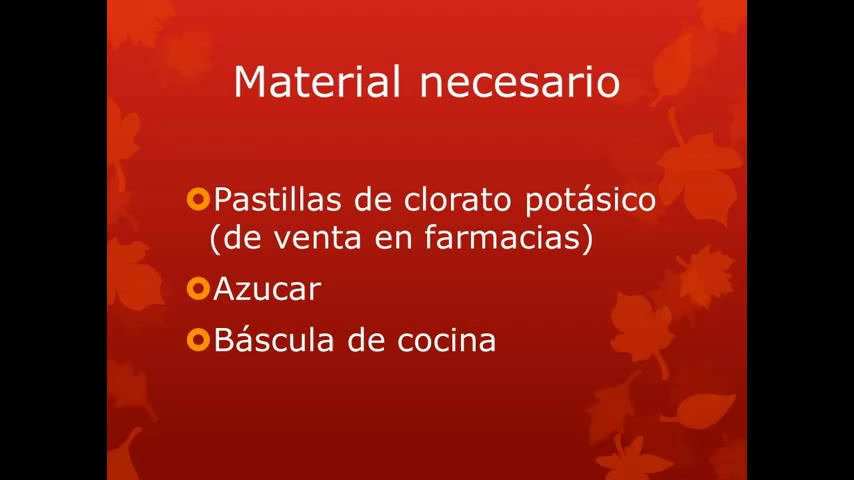 Material necesario
Pastillas de clorato potásico
(de venta en farmacias)
Azucar
Báscula de cocina